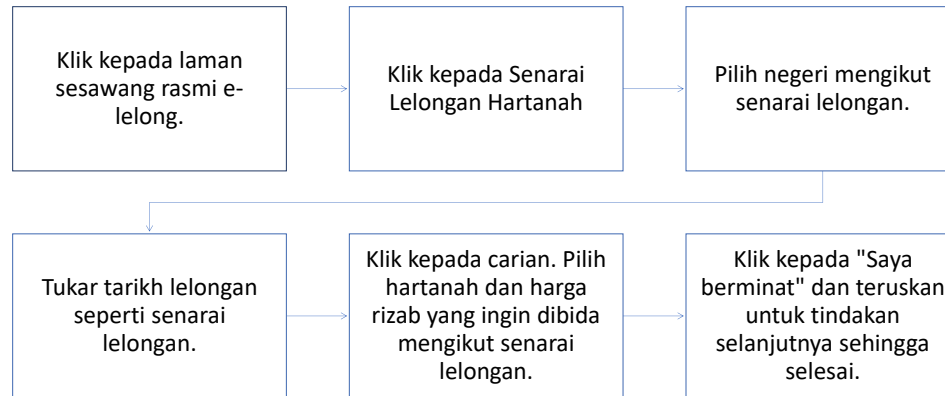 Klik kepada laman
sesawang rasmi e-
lelong.
Klik kepada Senarai
Lelongan Hartanah
Pilih negeri mengikut
senarai lelongan.
Tukar tarikh lelongan
seperti senarai
lelongan.
Klik kepada carian. Pilih
hartanah dan harga
rizab yang ingin dibida
mengikut senarai
lelongan.
Klik kepada "Saya
berminat" dan teruskan
untuk tindakan
selanjutnya sehingga
selesai.